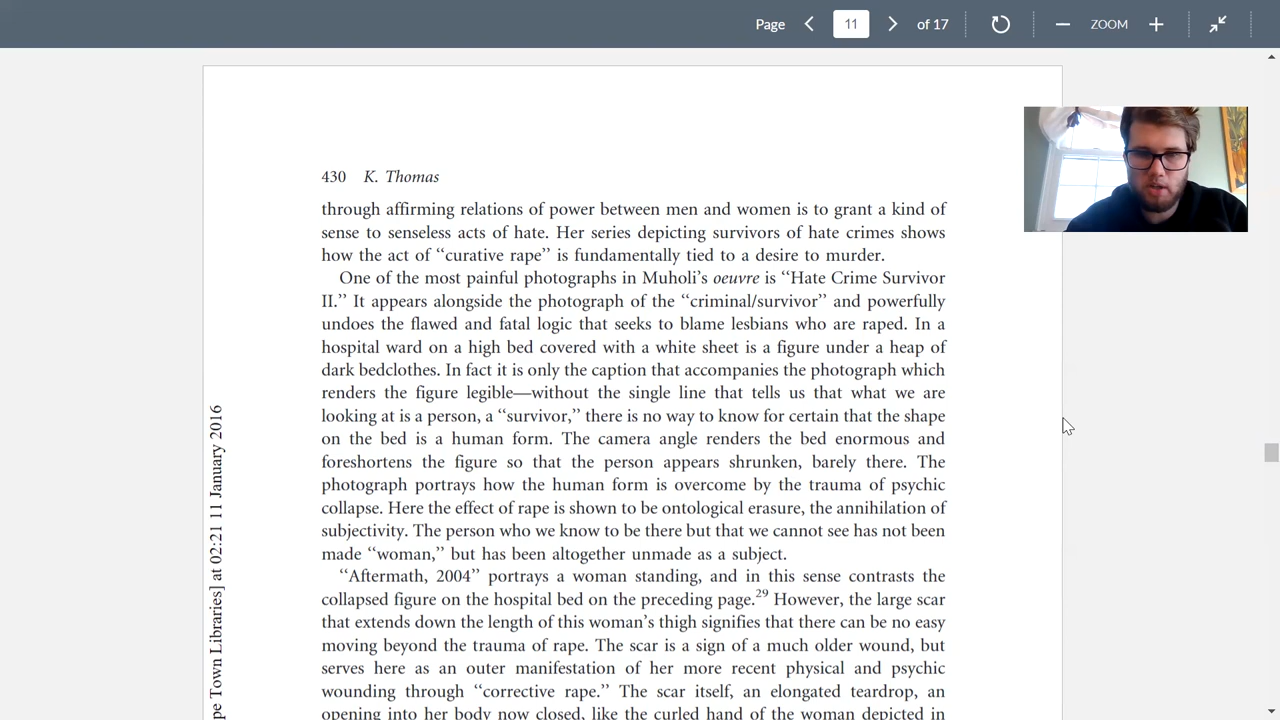 Page 11 of 17 ZOOM
430 K. Thomas
through affirming relations of power between men and women is to grant a kind of
sense to senseless acts of hate. Her series depicting survivors of hate crimes shows
how the act of ‘‘curative rape’’ is fundamentally tied to a desire to murder.
One of the most painful photographs in Muholi’s oeuvre is ‘‘Hate Crime Survivor
II.’’ It appears alongside the photograph of the ‘‘criminal/survivor’’ and powerfully
undoes the flawed and fatal logic that seeks to blame lesbians who are raped. In a
hospital ward on a high bed covered with a white sheet is a figure under a heap of
dark bedclothes. In fact it is only the caption that accompanies the photograph which
renders the figure legible—without the single line that tells us that what we are
looking at is a person, a ‘‘survivor,’’ there is no way to know for certain that the shape
on the bed is a human form. The camera angle renders the bed enormous and
foreshortens the figure so that the person appears shrunken, barely there. The
photograph portrays how the human form is overcome by the trauma of psychic
collapse. Here the effect of rape is shown to be ontological erasure, the annihilation of
subjectivity. The person who we know to be there but that we cannot see has not been
made ‘‘woman,’’ but has been altogether unmade as a subject.
‘‘Aftermath, 2004’’ portrays a woman standing, and in this sense contrasts the
collapsed figure on the hospital bed on the preceding page.29 However, the large scar
that extends down the length of this woman’s thigh signifies that there can be no easy
moving beyond the trauma of rape. The scar is a sign of a much older wound, but
serves here as an outer manifestation of her more recent physical and psychic
wounding through ‘‘corrective rape.’’ The scar itself, an elongated teardrop, an
opening into her body now closed, like the curled hand of the woman depicted in
pe Town Libraries] at 02:21 11 January 2016